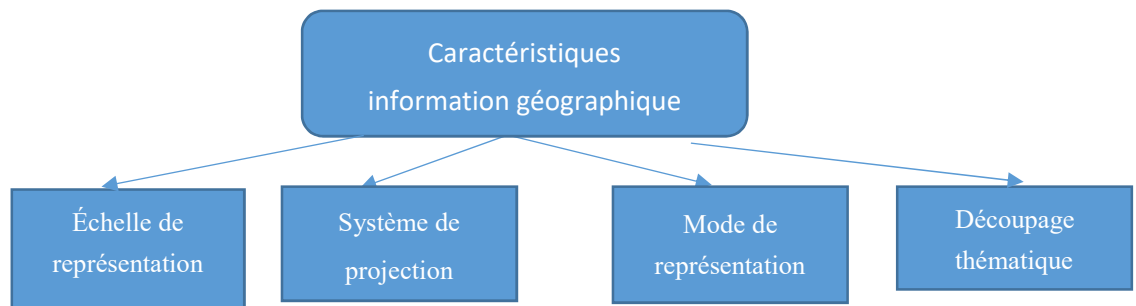 Caractéristiques
information géographique
Échelle de
représentation
Système de
projection
Mode de
représentation
Découpage
thématique